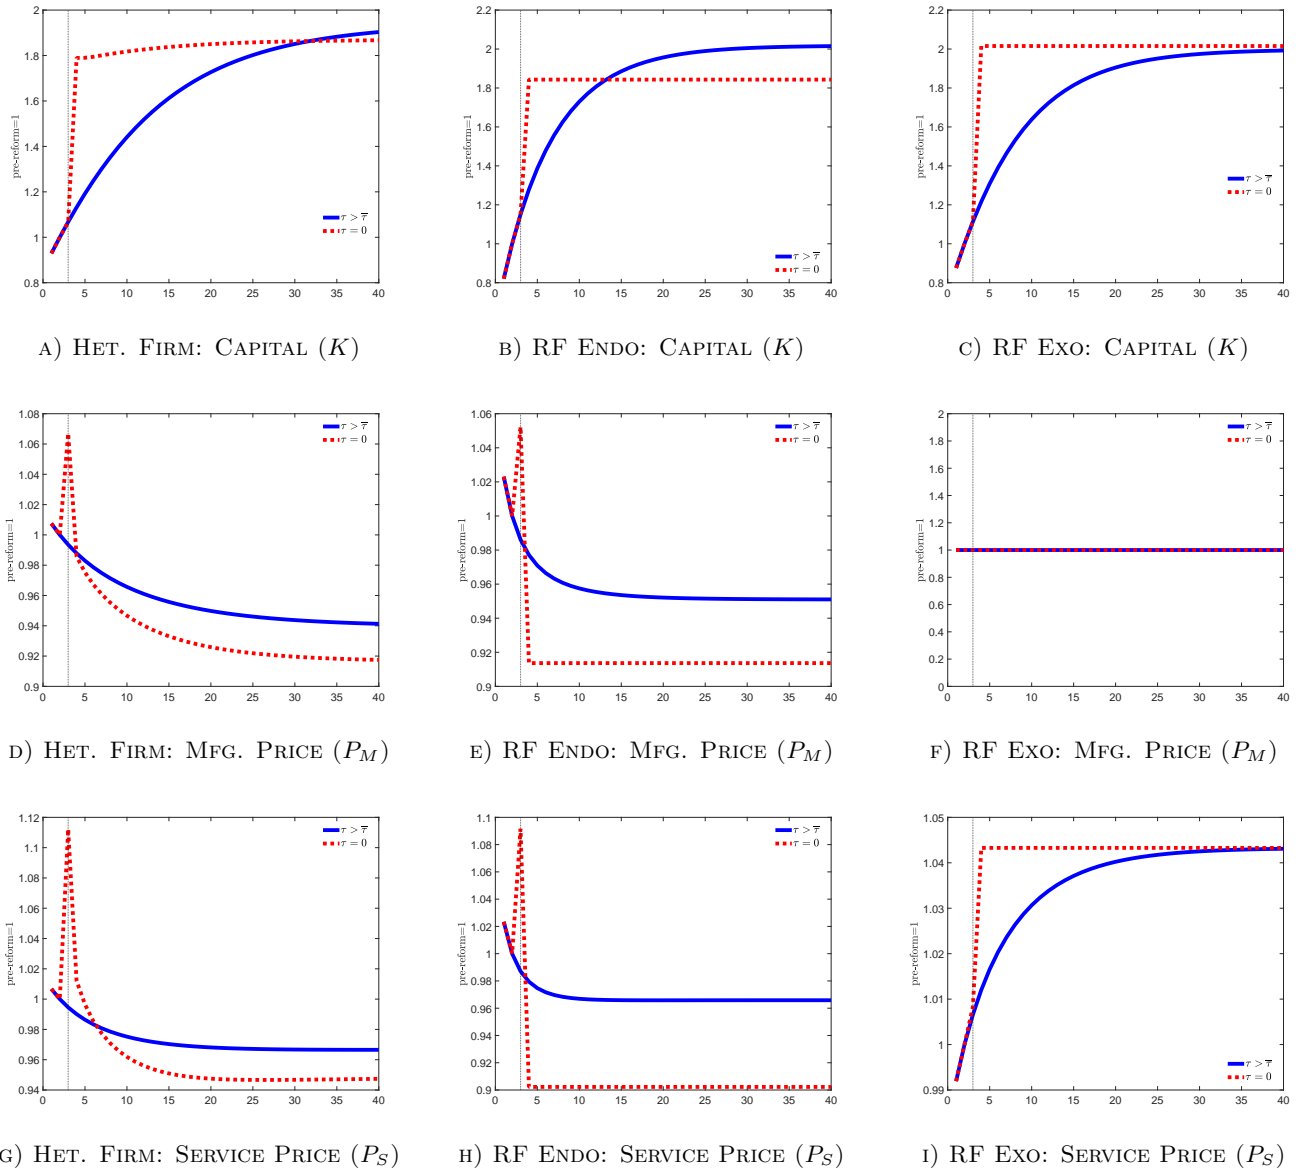 2
1.8
1.6
1.4
1.2
1
0.8
pre-reform=1
τ > τ̅
τ = 0
0 5 10 15 20 25 30 35 40
A) HET. FIRM: CAPITAL (K)
2.2
2
1.8
1.6
1.4
1.2
1
0.8
pre-reform=1
τ > τ̅
τ = 0
0 5 10 15 20 25 30 35 40
B) RF ENDO: CAPITAL (K)
2.2
2
1.8
1.6
1.4
1.2
1
0.8
pre-reform=1
τ > τ̅
τ = 0
0 5 10 15 20 25 30 35 40
C) RF EXO: CAPITAL (K)
1.08
1.06
1.04
1.02
1
0.98
0.96
0.94
0.92
0.9
pre-reform=1
τ > τ̅
τ = 0
0 5 10 15 20 25 30 35 40
D) HET. FIRM: MFG. PRICE (P_M)
1.06
1.04
1.02
1
0.98
0.96
0.94
0.92
0.9
pre-reform=1
τ > τ̅
τ = 0
0 5 10 15 20 25 30 35 40
E) RF ENDO: MFG. PRICE (P_M)
2
1.8
1.6
1.4
1.2
1
0.8
0.6
0.4
0.2
0
pre-reform=1
τ > τ̅
τ = 0
0 5 10 15 20 25 30 35 40
F) RF EXO: MFG. PRICE (P_M)
1.12
1.1
1.08
1.06
1.04
1.02
1
0.98
0.96
0.94
pre-reform=1
τ > τ̅
τ = 0
0 5 10 15 20 25 30 35 40
G) HET. FIRM: SERVICE PRICE (P_S)
1.1
1.08
1.06
1.04
1.02
1
0.98
0.96
0.94
0.92
0.9
pre-reform=1
τ > τ̅
τ = 0
0 5 10 15 20 25 30 35 40
H) RF ENDO: SERVICE PRICE (P_S)
1.05
1.04
1.03
1.02
1.01
1
0.99
pre-reform=1
τ > τ̅
τ = 0
0 5 10 15 20 25 30 35 40
I) RF EXO: SERVICE PRICE (P_S)